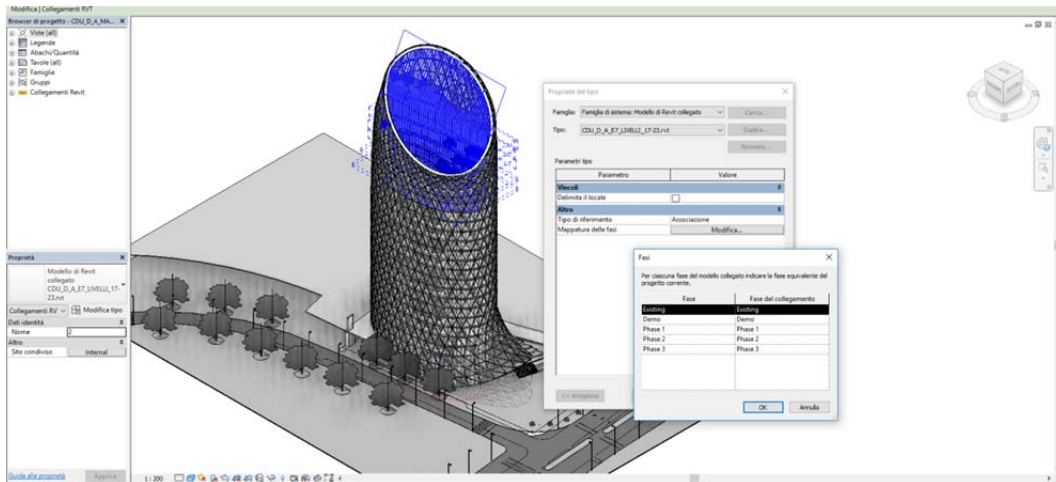 Modifica | Collegamenti RVT
Browser di progetto - CDU_D_A_MA...
Viste (all)
Legende
Abachi/Quantità
Tavole (all)
Famiglie
Gruppi
Collegamenti Revit
Proprietà
Modello di Revit
collegato
CDU_D_A_E7_LIVELLI_17-
23.rvt
Collegamenti RV
Modifica tipo
Dati identità
Nome 2
Altro
Sito condiviso Internal
Guida alle proprietà
Applica
1 : 200
Proprietà del tipo
Famiglia: Famiglia di sistema: Modello di Revit collegato Carica...
Tipo: CDU_D_A_E7_LIVELLI_17-23.rvt Duplica...
Rinomina...
Parametri tipo
Parametro Valore
Vincoli
Delimita il locale
Altro
Tipo di riferimento Associazione
Mappatura delle fasi Modifica...
<< Anteprima
Fasi
Per ciascuna fase del modello collegato indicare la fase equivalente del
progetto corrente.
Fase Fase del collegamento
Existing Existing
Demo Demo
Phase 1 Phase 1
Phase 2 Phase 2
Phase 3 Phase 3
OK Annulla